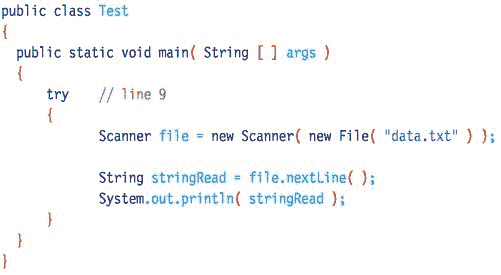 public class Test
{
public static void main( String [ ] args )
{
try // line 9
{
Scanner file = new Scanner( new File( "data.txt" ) );
String stringRead = file.nextLine( );
System.out.println( stringRead );
}
}
}